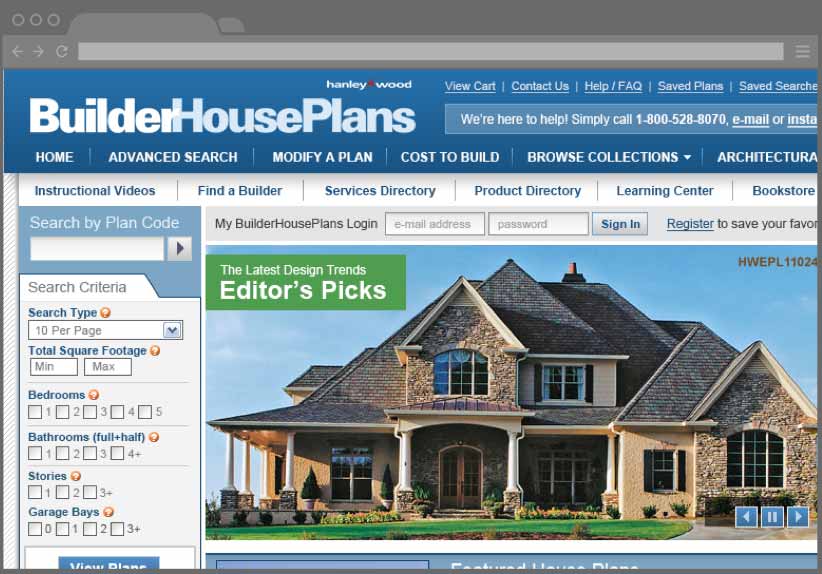 hanley wood
View Cart | Contact Us | Help / FAQ | Saved Plans | Saved Searche
BuilderHousePlans
We're here to help! Simply call 1-800-528-8070, e-mail or insta
HOME | ADVANCED SEARCH | MODIFY A PLAN | COST TO BUILD | BROWSE COLLECTIONS | ARCHITECTURA
Instructional Videos | Find a Builder | Services Directory | Product Directory | Learning Center | Bookstore
Search by Plan Code
My BuilderHousePlans Login e-mail address password Sign In Register to save your favor
The Latest Design Trends
Editor's Picks
HWEPL11024
Search Criteria
Search Type ?
10 Per Page
Total Square Footage ?
Min Max
Bedrooms ?
1 2 3 4 5
Bathrooms (full+half) ?
1 2 3 4+
Stories ?
1 2 3+
Garage Bays ?
0 1 2 3+
View Plans
Featured House Plans